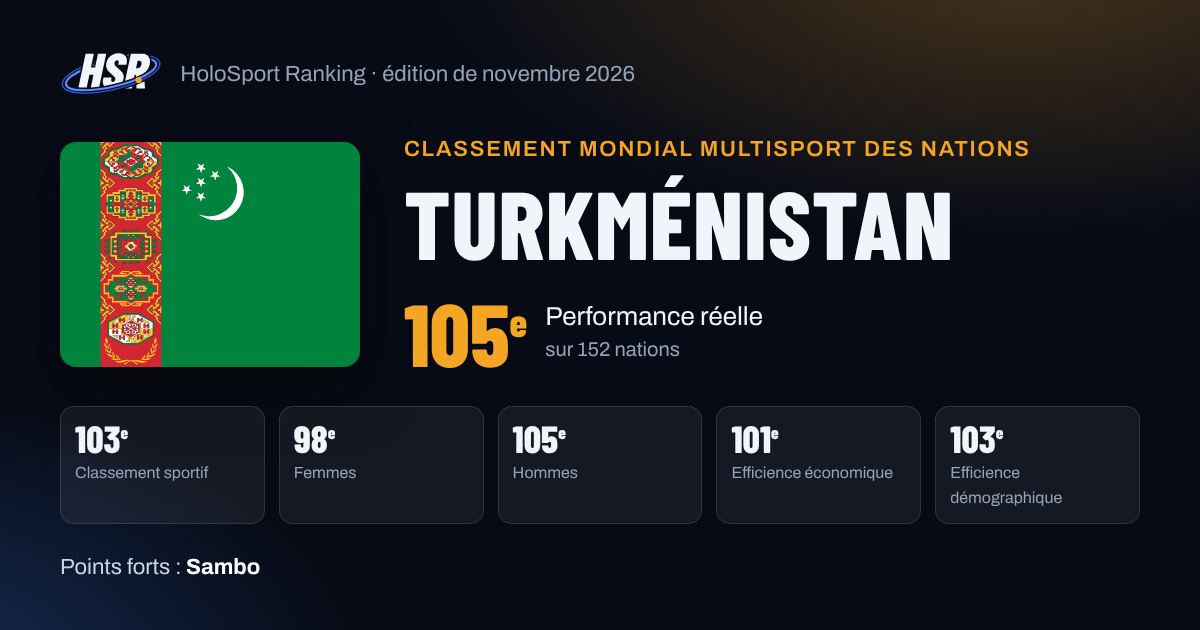 HSR
HoloSport Ranking · édition de novembre 2026
CLASSEMENT MONDIAL MULTISPORT DES NATIONS
TURKMÉNISTAN
105e
Performance réelle
sur 152 nations
103e
Classement sportif
98e
Femmes
105e
Hommes
101e
Efficience économique
103e
Efficience
démographique
Points forts : Sambo